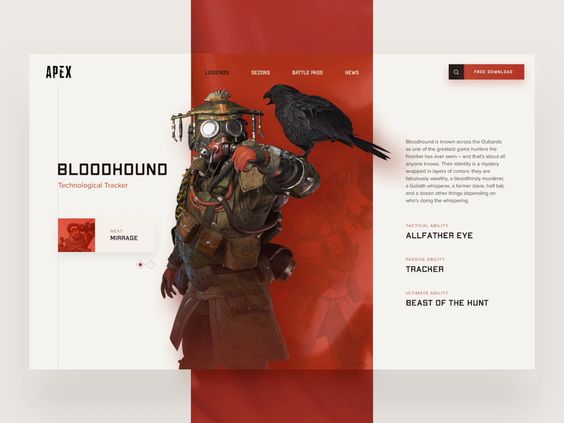 APEX
LEGENDS
SEZONS
BATTLE PASS
NEWS
FREE DOWNLOAD
BLOODHOUND
Technological Tracker
NEXT
MIRRAGE
Bloodhound is known across the Outlands
as one of the greatest game hunters the
Frontier has ever seen – and that's about all
anyone knows. Their identity is a mystery
wrapped in layers of rumors: they are
fabulously wealthy, a bloodthirsty murderer,
a Goliath whisperer, a former slave, half bat,
and a dozen other things depending on
who's doing the whispering.
TACTICAL ABILITY
ALLFATHER EYE
PASSIVE ABILITY
TRACKER
ULTIMATE ABILITY
BEAST OF THE HUNT